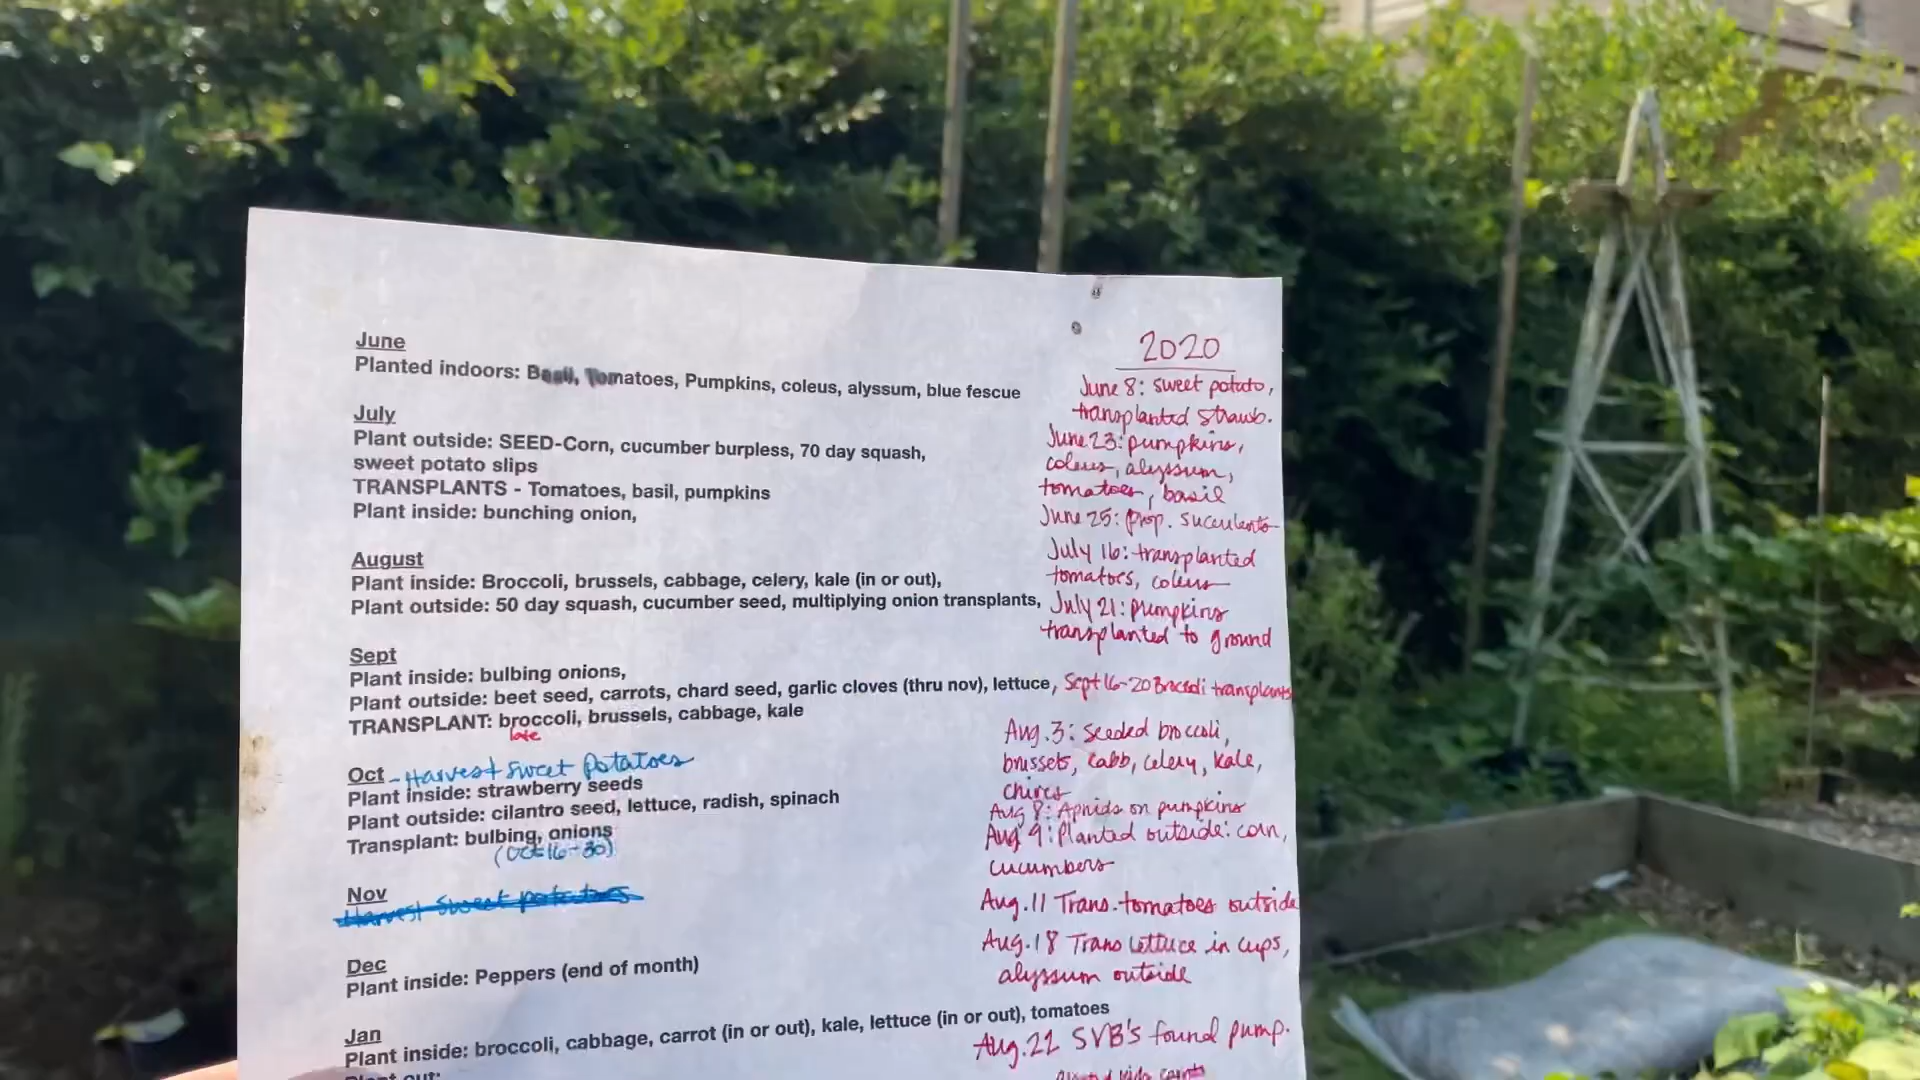 June
Planted indoors: Basil, Tomatoes, Pumpkins, coleus, alyssum, blue fescue
July
Plant outside: SEED-Corn, cucumber burpless, 70 day squash,
sweet potato slips
TRANSPLANTS - Tomatoes, basil, pumpkins
Plant inside: bunching onion,
August
Plant inside: Broccoli, brussels, cabbage, celery, kale (in or out),
Plant outside: 50 day squash, cucumber seed, multiplying onion transplants,
Sept
Plant inside: bulbing onions,
Plant outside: beet seed, carrots, chard seed, garlic cloves (thru nov), lettuce, Sept 16-20 Broccoli transplants
TRANSPLANT: broccoli, brussels, cabbage, kale
late
Oct - Harvest Sweet Potatoes
Plant inside: strawberry seeds
Plant outside: cilantro seed, lettuce, radish, spinach
Transplant: bulbing, onions
(Oct 16-30)
Nov
Harvest Sweet potatoes
Dec
Plant inside: Peppers (end of month)
Jan
Plant inside: broccoli, cabbage, carrot (in or out), kale, lettuce (in or out), tomatoes
Plant out:
2020
June 8: sweet potato,
transplanted strawb.
June 23: pumpkins,
coleus, alyssum,
tomatoes, basil
June 25: prop. succulents
July 16: transplanted
tomatoes, coleus
July 21: pumpkins
transplanted to ground
Aug. 3: seeded broccoli,
brussels, cabb, celery, kale,
chives
Aug 8: Aphids on pumpkins
Aug 9: Planted outside: corn,
cucumbers
Aug. 11 Trans. tomatoes outside
Aug. 18 Trans lettuce in cups,
alyssum outside
Aug. 22 SVB's found pump.